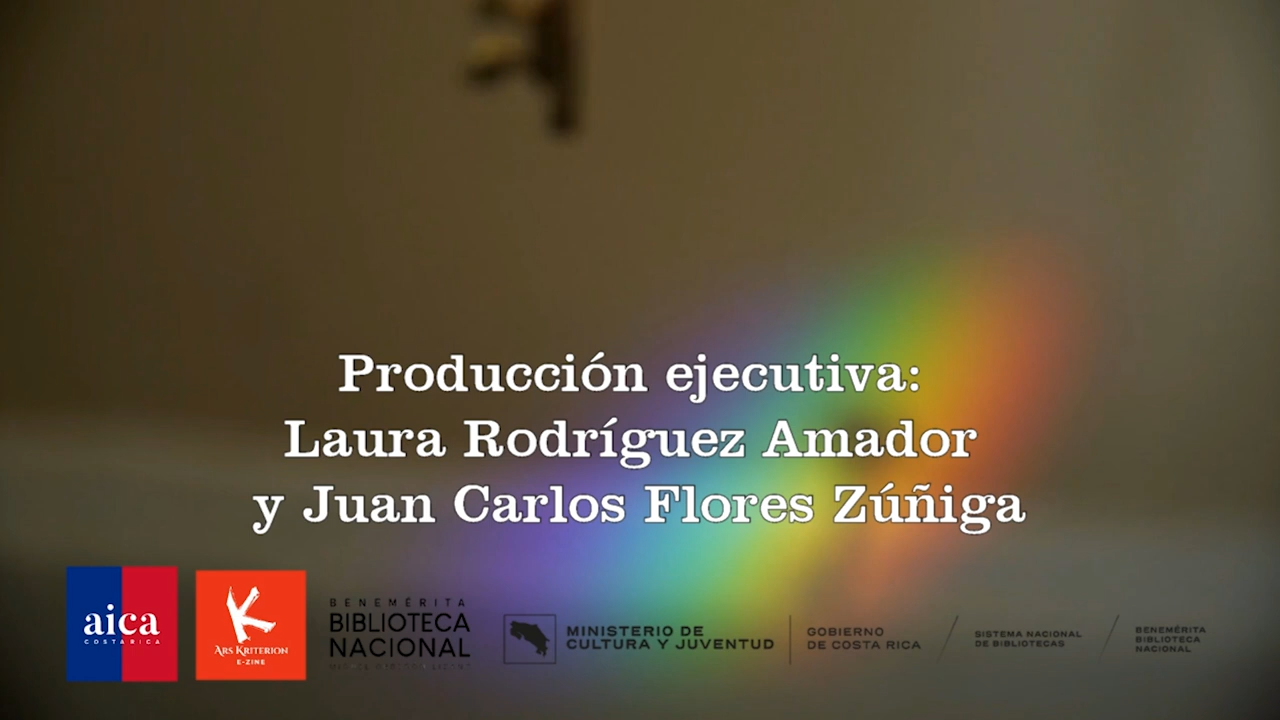 Producción ejecutiva:
Laura Rodríguez Amador
y Juan Carlos Flores Zúñiga
aica
COSTA RICA
ARS KRITERION
E-ZINE
BENEMÉRITA
BIBLIOTECA
NACIONAL
MINISTERIO DE
CULTURA Y JUVENTUD
GOBIERNO
DE COSTA RICA
SISTEMA NACIONAL
DE BIBLIOTECAS
BENEMÉRITA
BIBLIOTECA
NACIONAL